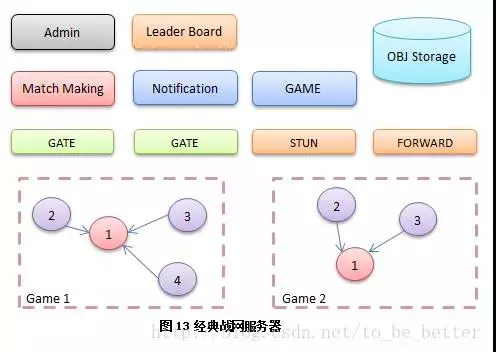 Admin
Leader Board
OBJ Storage
Match Making
Notification
GAME
GATE
GATE
STUN
FORWARD
2
1
3
4
Game 1
2
3
1
Game 2
图 13 经典战网服务器
http://blog.csdn.net/to_be_better